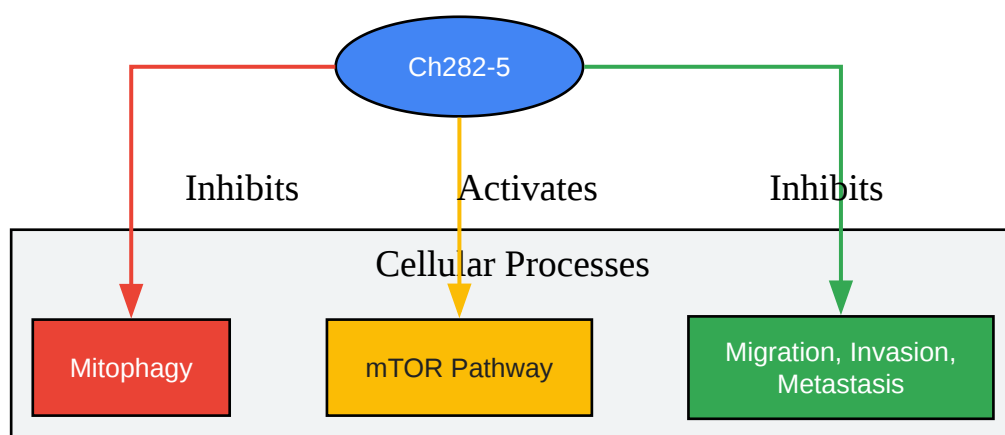 Ch282-5
Inhibits
Activates
Inhibits
Cellular Processes
Mitophagy
mTOR Pathway
Migration, Invasion,
Metastasis